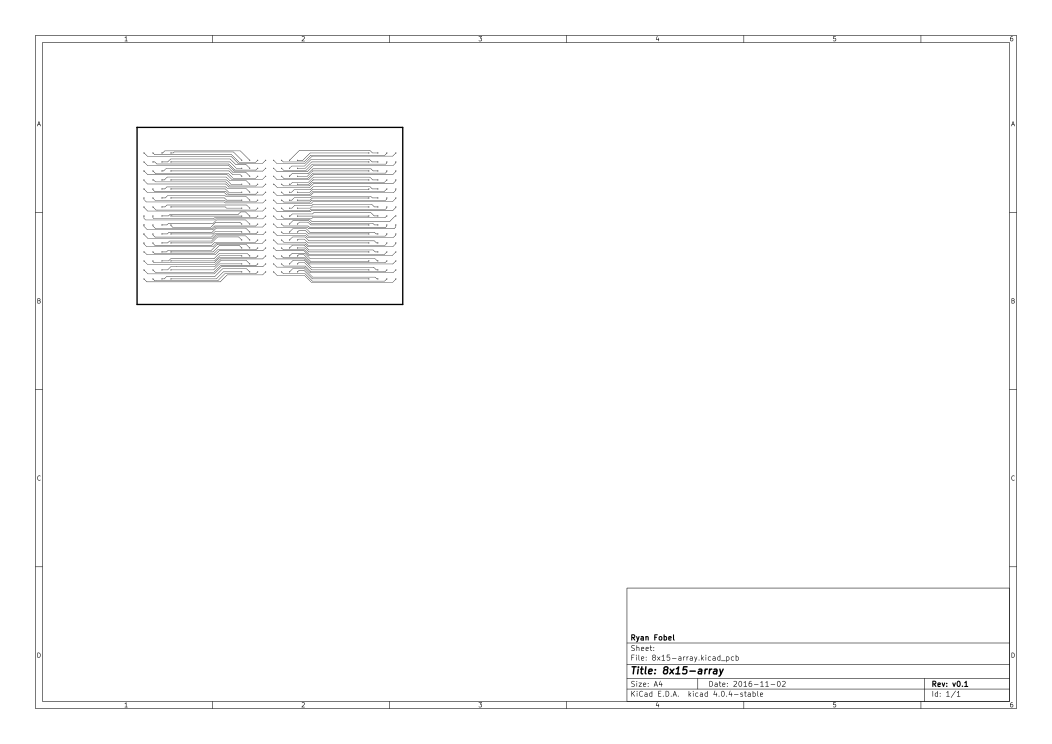 1 2 3 4 5 6
A A
B B
C C
Ryan Fobel
Sheet:
File: 8x15-array.kicad_pcb
D D
Title: 8x15-array
Size: A4 Date: 2016-11-02 Rev: v0.1
KiCad E.D.A. kicad 4.0.4-stable Id: 1/1
1 2 3 4 5 6